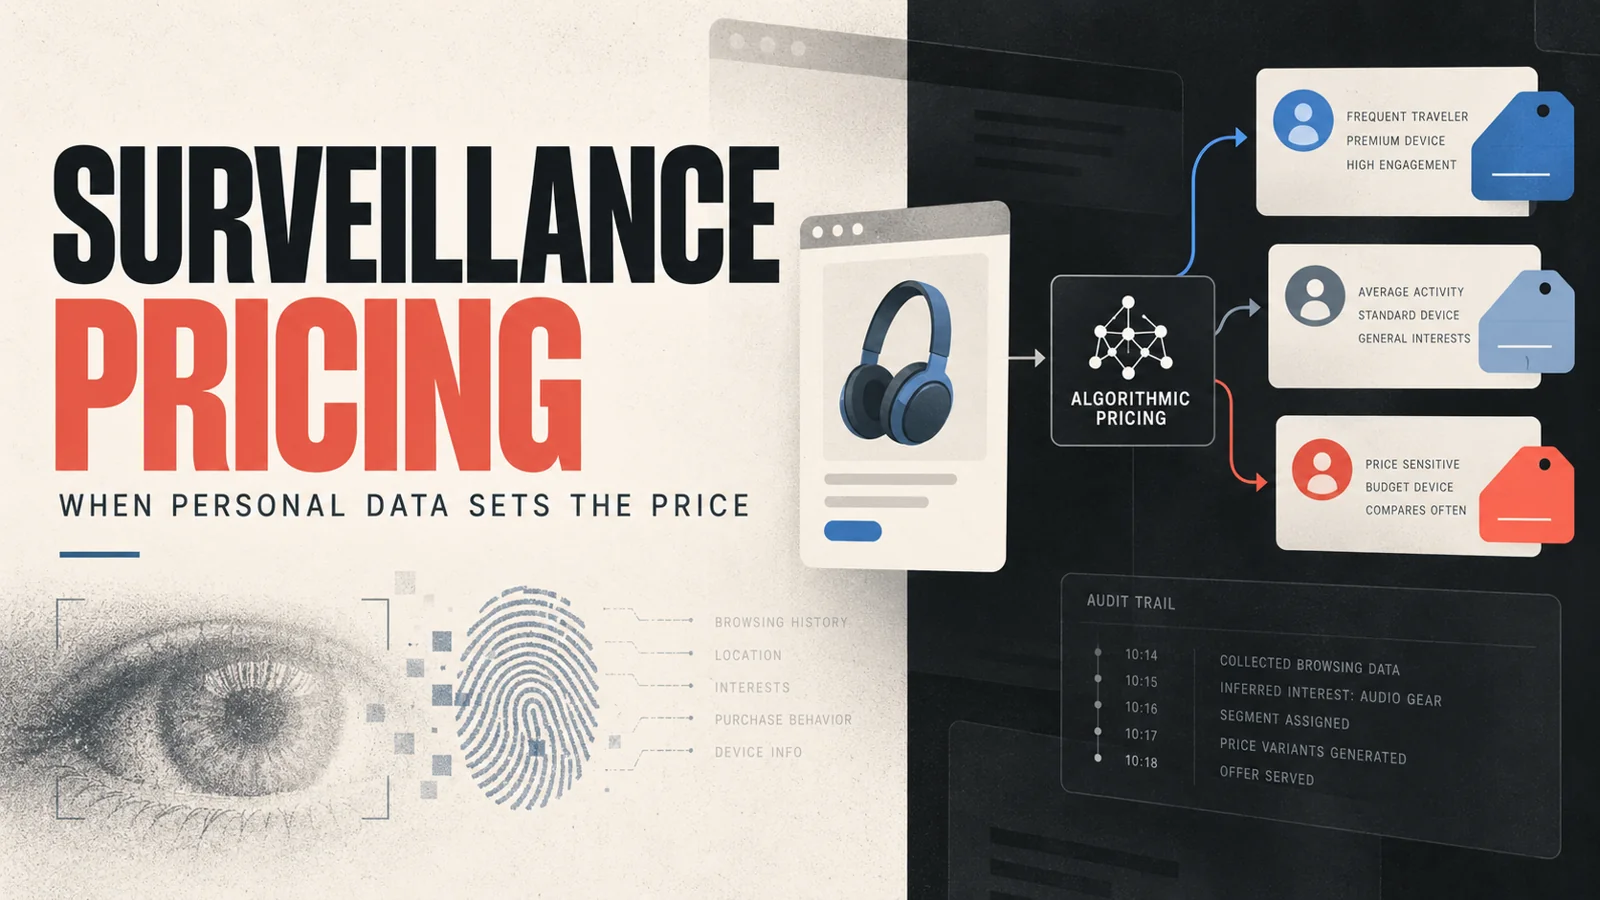 SURVEILLANCE
PRICING
WHEN PERSONAL DATA SETS THE PRICE
BROWSING HISTORY
LOCATION
INTERESTS
PURCHASE BEHAVIOR
DEVICE INFO
ALGORITHMIC
PRICING
FREQUENT TRAVELER
PREMIUM DEVICE
HIGH ENGAGEMENT
AVERAGE ACTIVITY
STANDARD DEVICE
GENERAL INTERESTS
PRICE SENSITIVE
BUDGET DEVICE
COMPARES OFTEN
AUDIT TRAIL
10:14 COLLECTED BROWSING DATA
10:15 INFERRED INTEREST: AUDIO GEAR
10:16 SEGMENT ASSIGNED
10:17 PRICE VARIANTS GENERATED
10:18 OFFER SERVED